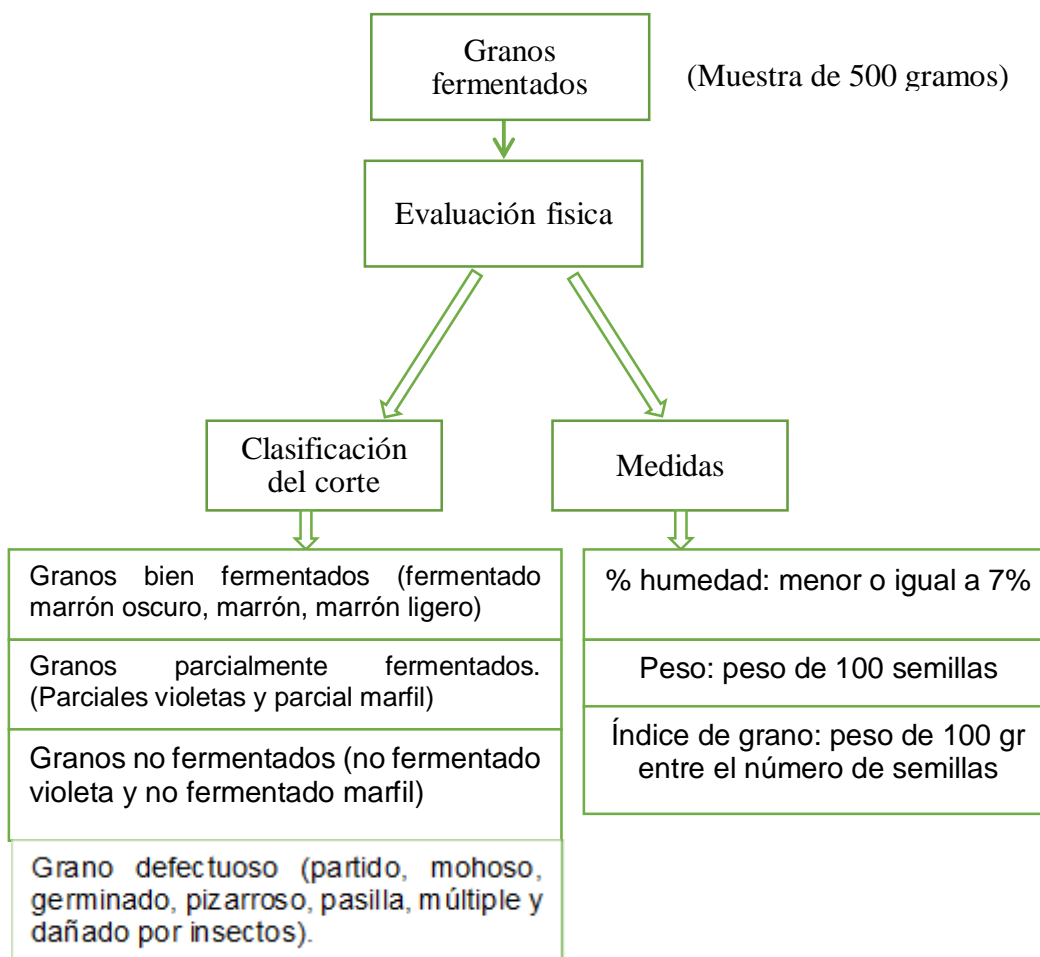 Granos
fermentados
(Muestra de 500 gramos)
Evaluación fisica
Clasificación
del corte
Medidas
Granos bien fermentados (fermentado
marrón oscuro, marrón, marrón ligero)
Granos parcialmente fermentados.
(Parciales violetas y parcial marfil)
Granos no fermentados (no fermentado
violeta y no fermentado marfil)
Grano defectuoso (partido, mohoso,
germinado, pizarroso, pasilla, múltiple y
dañado por insectos).
% humedad: menor o igual a 7%
Peso: peso de 100 semillas
Índice de grano: peso de 100 gr
entre el número de semillas